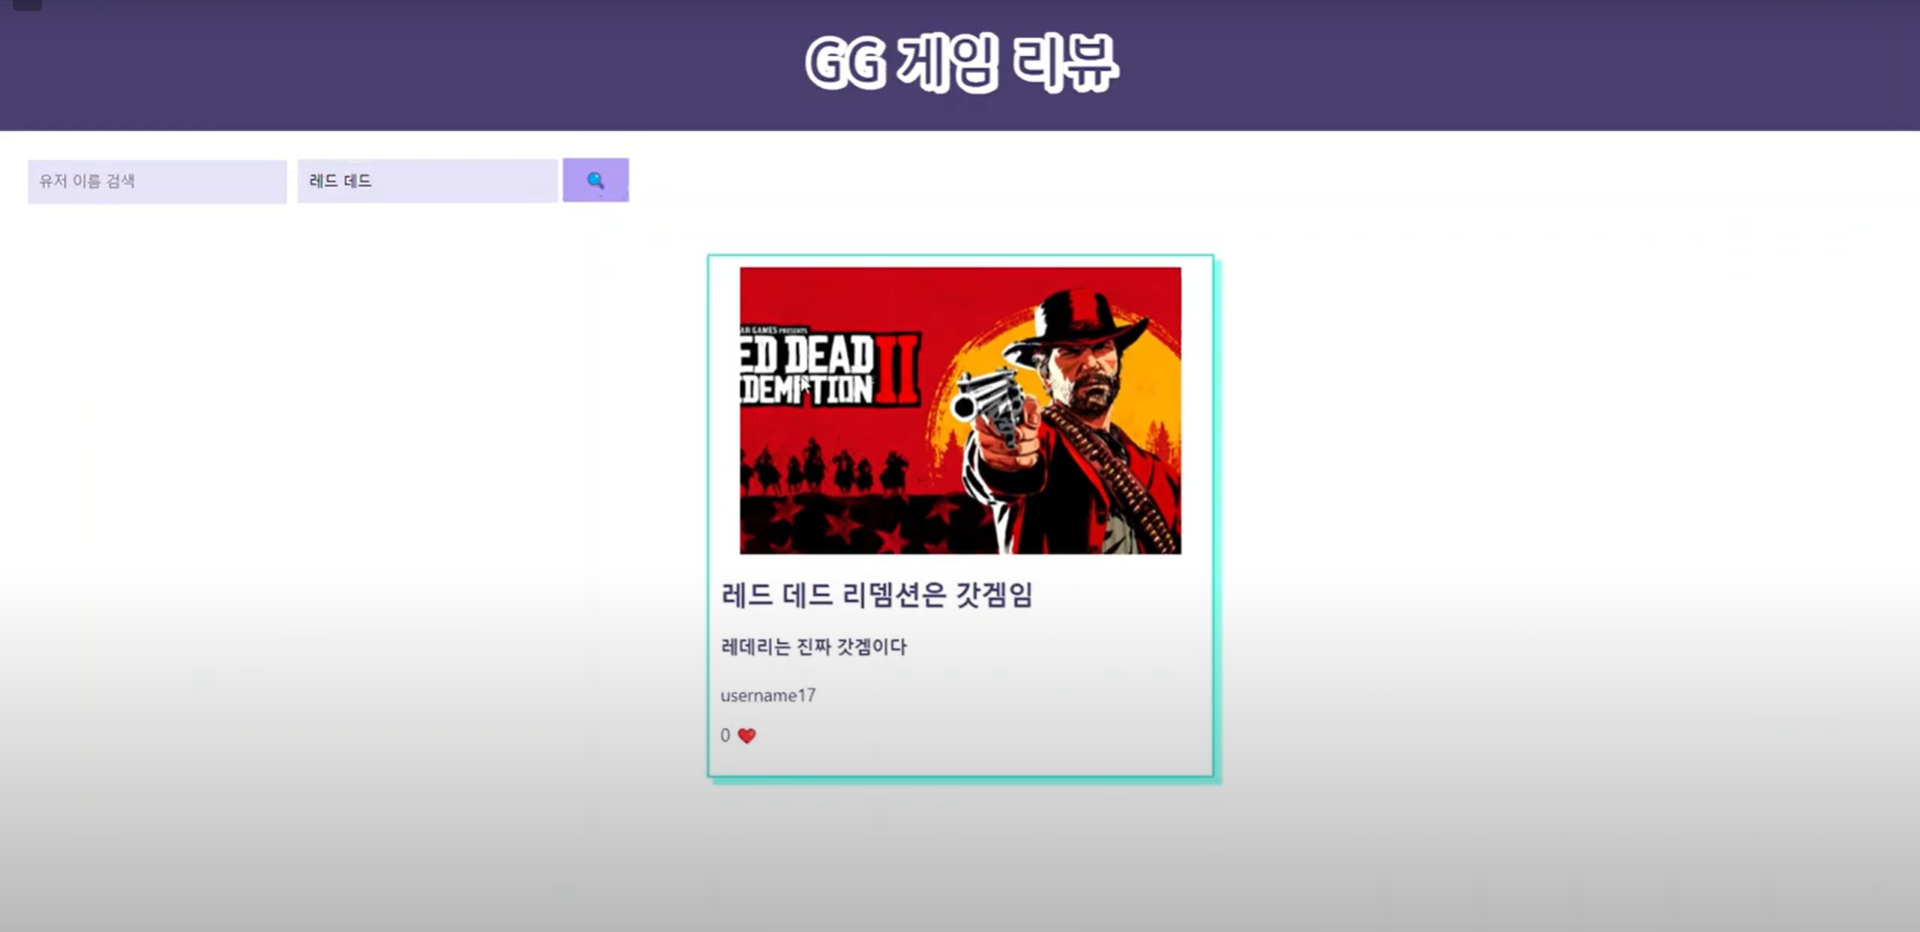 GG 게임 리뷰
유저 이름 검색
레드 데드
AR GAMES PRESENTS
ED DEAD II
DEMPTION
레드 데드 리뎀션은 갓겜임
레데리는 진짜 갓겜이다
username17
0 ❤️